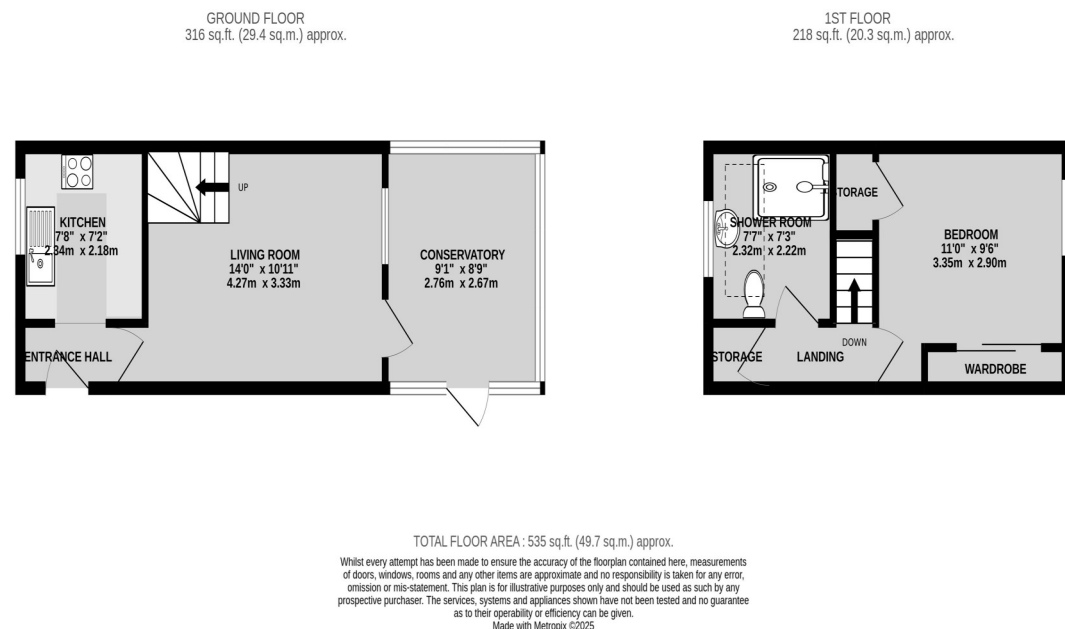 GROUND FLOOR
316 sq.ft. (29.4 sq.m.) approx.
1ST FLOOR
218 sq.ft. (20.3 sq.m.) approx.
KITCHEN
7'8" x 7'2"
2.34m x 2.18m
UP
LIVING ROOM
14'0" x 10'11"
4.27m x 3.33m
CONSERVATORY
9'1" x 8'9"
2.76m x 2.67m
ENTRANCE HALL
STORAGE
SHOWER ROOM
7'7" x 7'3"
2.32m x 2.22m
BEDROOM
11'0" x 9'6"
3.35m x 2.90m
DOWN
STORAGE
LANDING
WARDROBE
TOTAL FLOOR AREA : 535 sq.ft. (49.7 sq.m.) approx.
Whilst every attempt has been made to ensure the accuracy of the floorplan contained here, measurements
of doors, windows, rooms and any other items are approximate and no responsibility is taken for any error,
omission or mis-statement. This plan is for illustrative purposes only and should be used as such by any
prospective purchaser. The services, systems and appliances shown have not been tested and no guarantee
as to their operability or efficiency can be given.
Made with Metropix ©2025